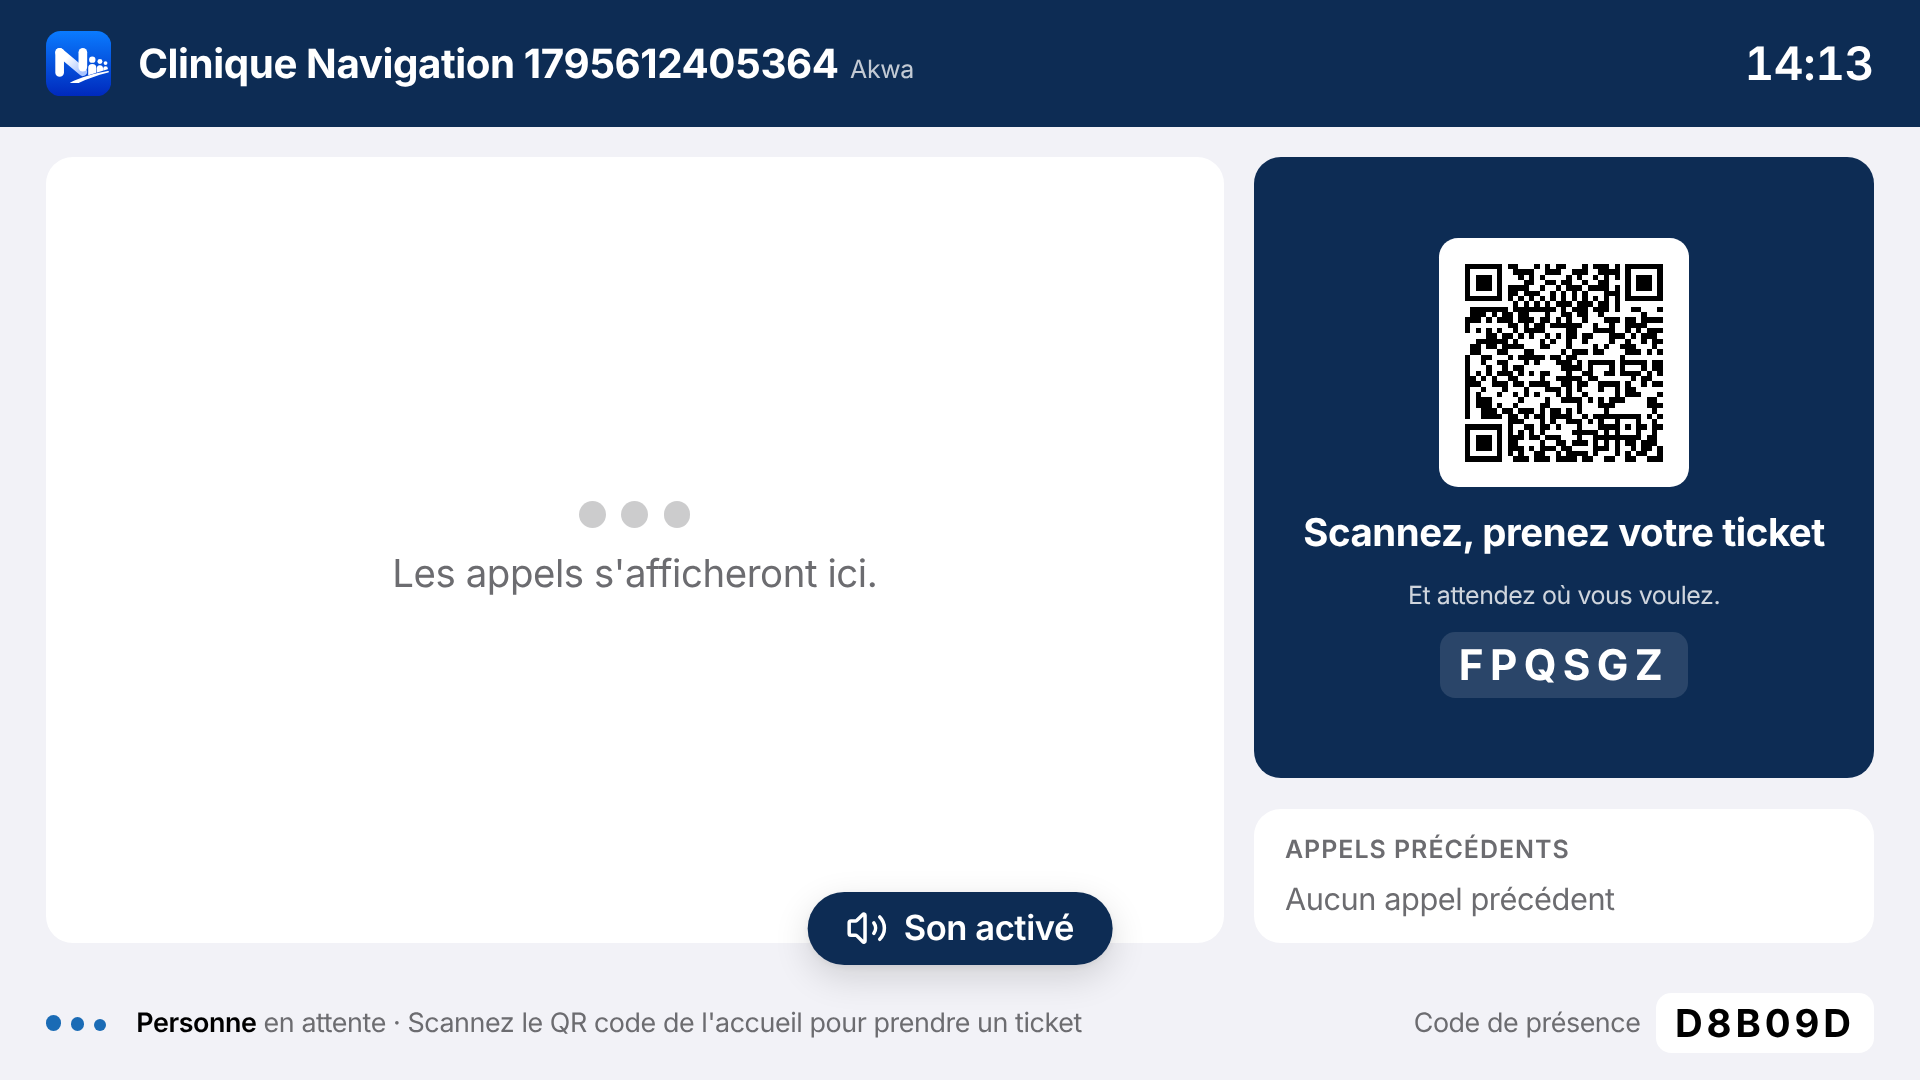 Clinique Navigation 1795612405364 Akwa
14:13
Les appels s'afficheront ici.
Scannez, prenez votre ticket
Et attendez où vous voulez.
FPQSGZ
APPELS PRÉCÉDENTS
Aucun appel précédent
Son activé
Personne en attente · Scannez le QR code de l'accueil pour prendre un ticket
Code de présence D8B09D